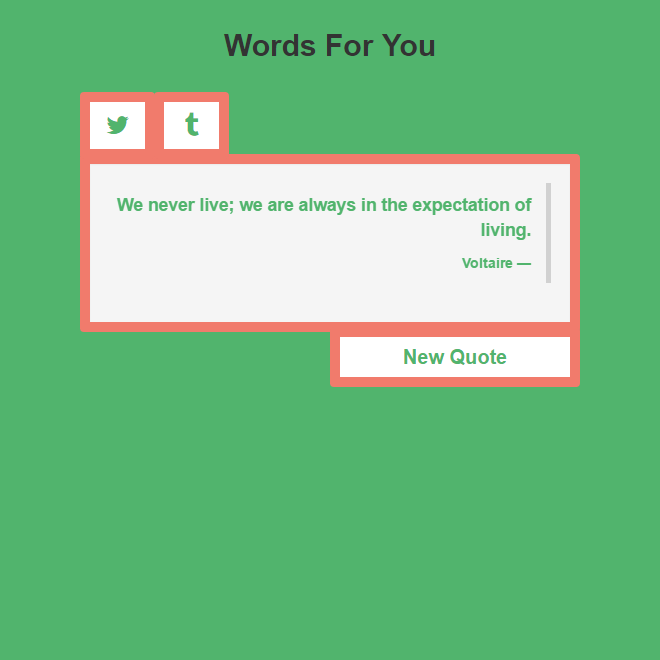 Words For You
We never live; we are always in the expectation of
living.
Voltaire —
New Quote